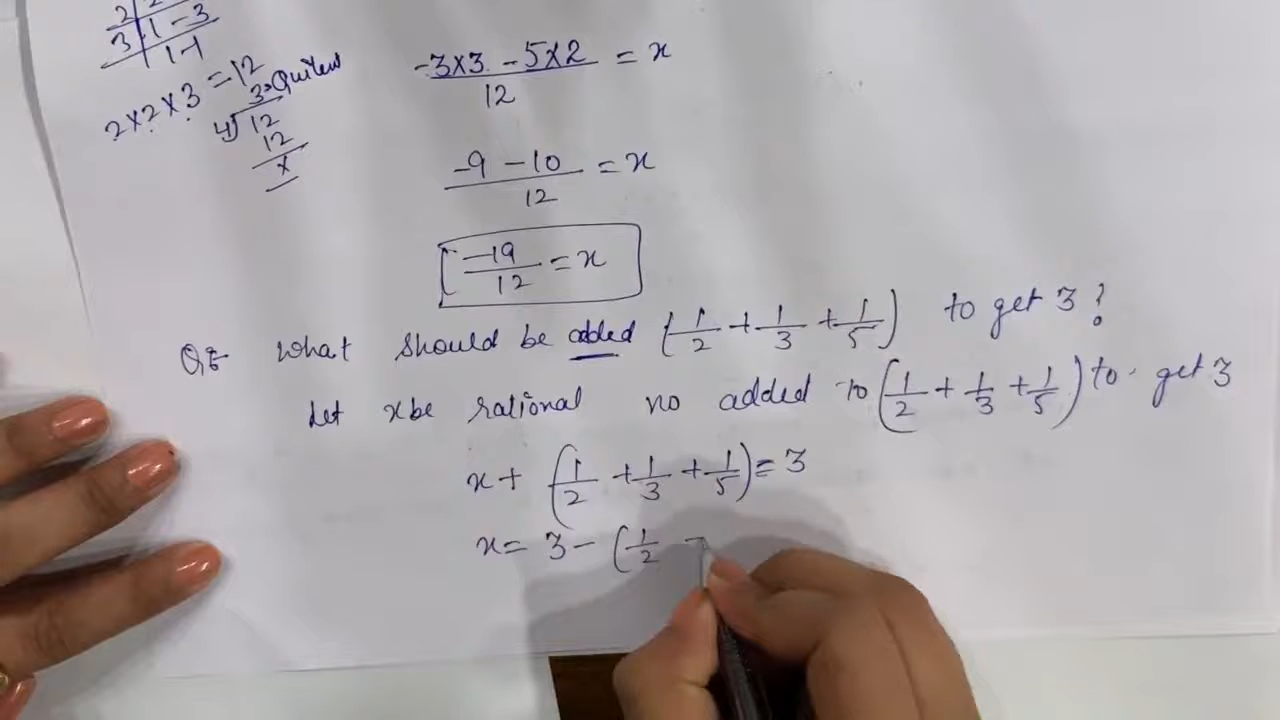 2 2
3 1 - 3
1 - 1
2 × 2 × 3 = 12
3
4 12
12
×
-3×3 - 5×2 = x
12
-9 - 10 = x
12
-19 = x
12
What should be added (1/2 + 1/3 + 1/5) to get 3?
Let x be rational no added to (1/2 + 1/3 + 1/5) to get 3
x + (1/2 + 1/3 + 1/5) = 3
x = 3 - (1/2